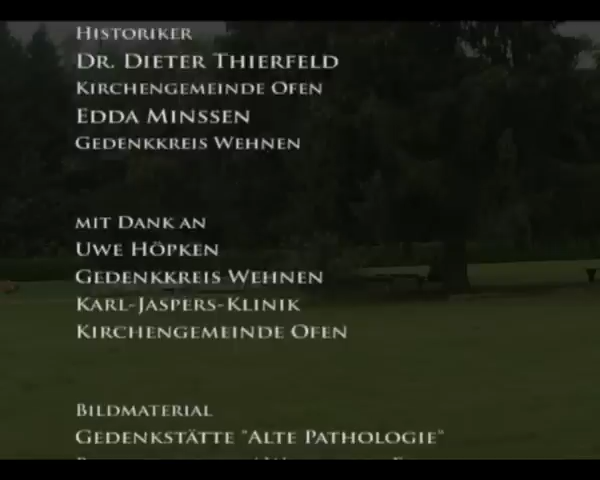 Historiker
Dr. Dieter Thierfeld
Kirchengemeinde Ofen
Edda Minssen
Gedenkkreis Wehnen
mit Dank an
Uwe Höpken
Gedenkkreis Wehnen
Karl-Jaspers-Klinik
Kirchengemeinde Ofen
Bildmaterial
Gedenkstätte "Alte Pathologie"